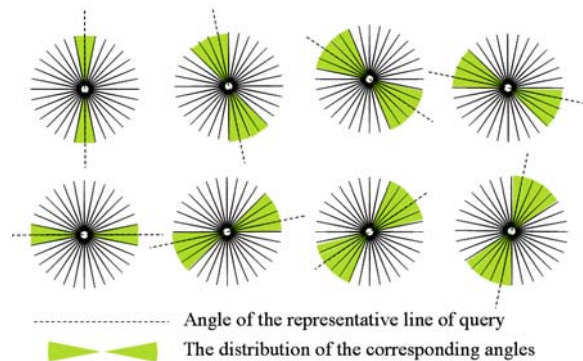 Angle of the representative line of query
The distribution of the corresponding angles